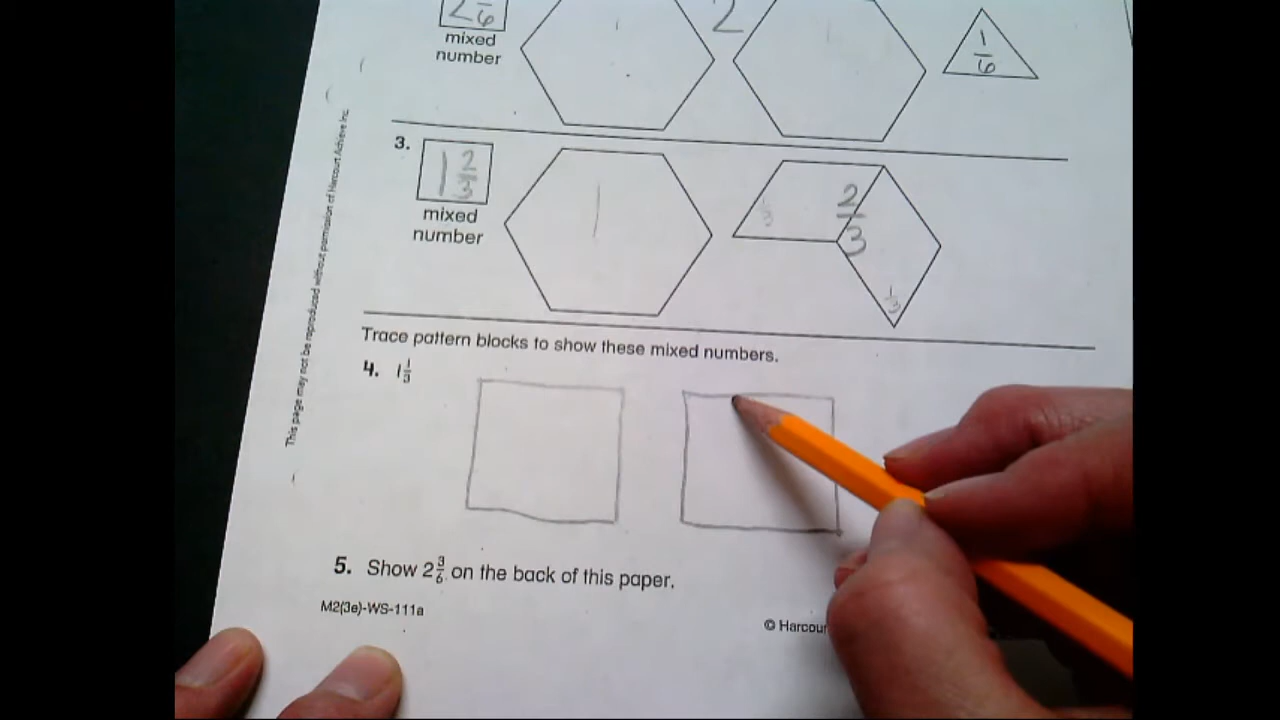 2 1/6
mixed
number
2
1/6
3.
1 2/3
mixed
number
1
1/3
2/3
1/3
Trace pattern blocks to show these mixed numbers.
4. 1 1/3
5. Show 2 3/6 on the back of this paper.
M2(3e)-WS-111a
© Harcour
This page may not be reproduced without permission of Harcourt Achieve Inc.